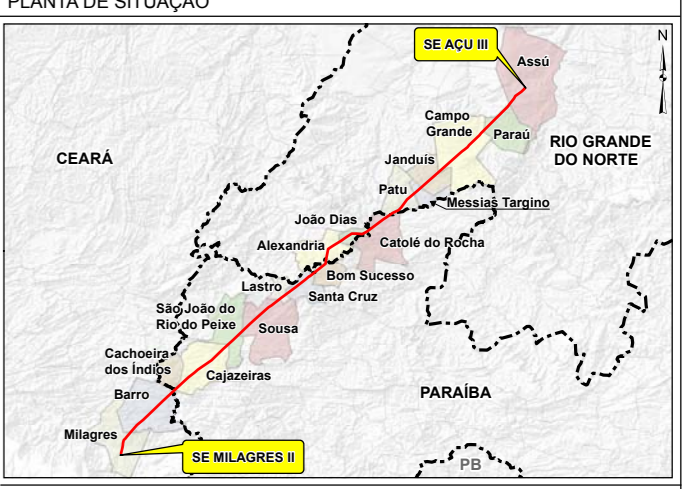 PLANTA DE SITUAÇÃO
SE AÇU III
N
Assú
Campo
Grande
Paraú
RIO GRANDE
DO NORTE
CEARÁ
Janduís
Patu
Messias Targino
João Dias
Alexandria
Catolé do Rocha
Bom Sucesso
Lastro
Santa Cruz
São João do
Rio do Peixe
Sousa
Cachoeira
dos Índios
Cajazeiras
Barro
PARAÍBA
Milagres
SE MILAGRES II
PB